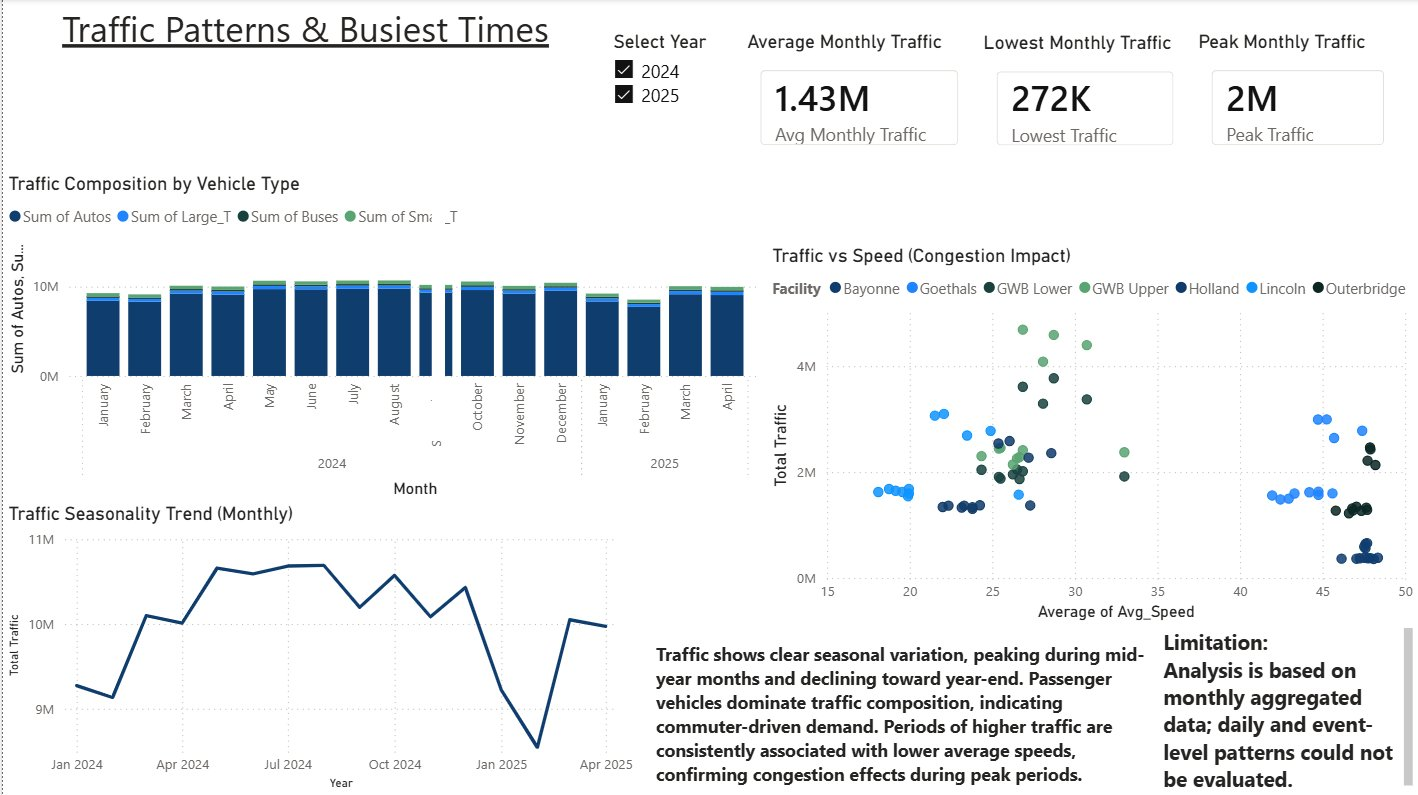 Traffic Patterns & Busiest Times
Select Year
2024
2025
Average Monthly Traffic
1.43M
Avg Monthly Traffic
Lowest Monthly Traffic
272K
Lowest Traffic
Peak Monthly Traffic
2M
Peak Traffic
Traffic Composition by Vehicle Type
Sum of Autos Sum of Large_T Sum of Buses Sum of Sma _T
Sum of Autos, Su...
10M
0M
January
February
March
April
May
June
July
August
S
October
November
December
January
February
March
April
2024
2025
Month
Traffic vs Speed (Congestion Impact)
Facility Bayonne Goethals GWB Lower GWB Upper Holland Lincoln Outerbridge
Total Traffic
4M
2M
0M
15 20 25 30 35 40 45 50
Average of Avg_Speed
Traffic Seasonality Trend (Monthly)
Total Traffic
11M
10M
9M
Jan 2024 Apr 2024 Jul 2024 Oct 2024 Jan 2025 Apr 2025
Year
Traffic shows clear seasonal variation, peaking during mid-
year months and declining toward year-end. Passenger
vehicles dominate traffic composition, indicating
commuter-driven demand. Periods of higher traffic are
consistently associated with lower average speeds,
confirming congestion effects during peak periods.
Limitation:
Analysis is based on
monthly aggregated
data; daily and event-
level patterns could not
be evaluated.